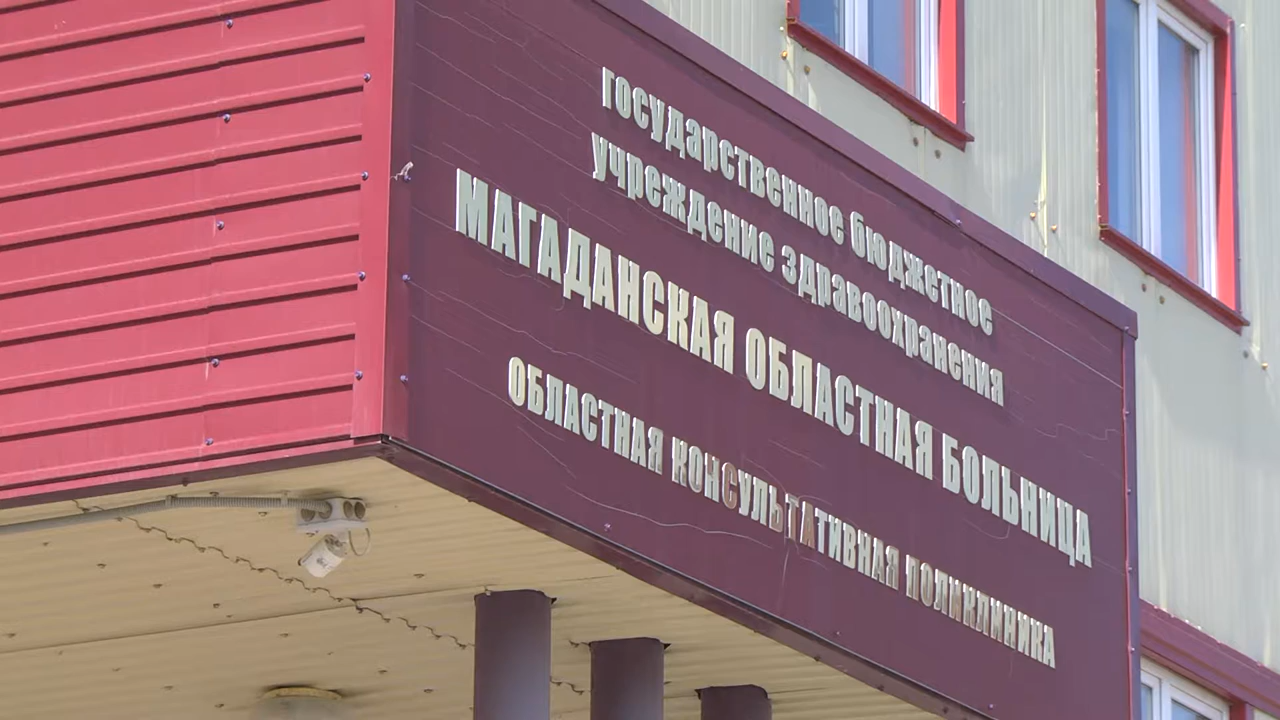 государственное бюджетное
учреждение здравоохранения
МАГАДАНСКАЯ ОБЛАСТНАЯ БОЛЬНИЦА
ОБЛАСТНАЯ КОНСУЛЬТАТИВНАЯ ПОЛИКЛИНИКА